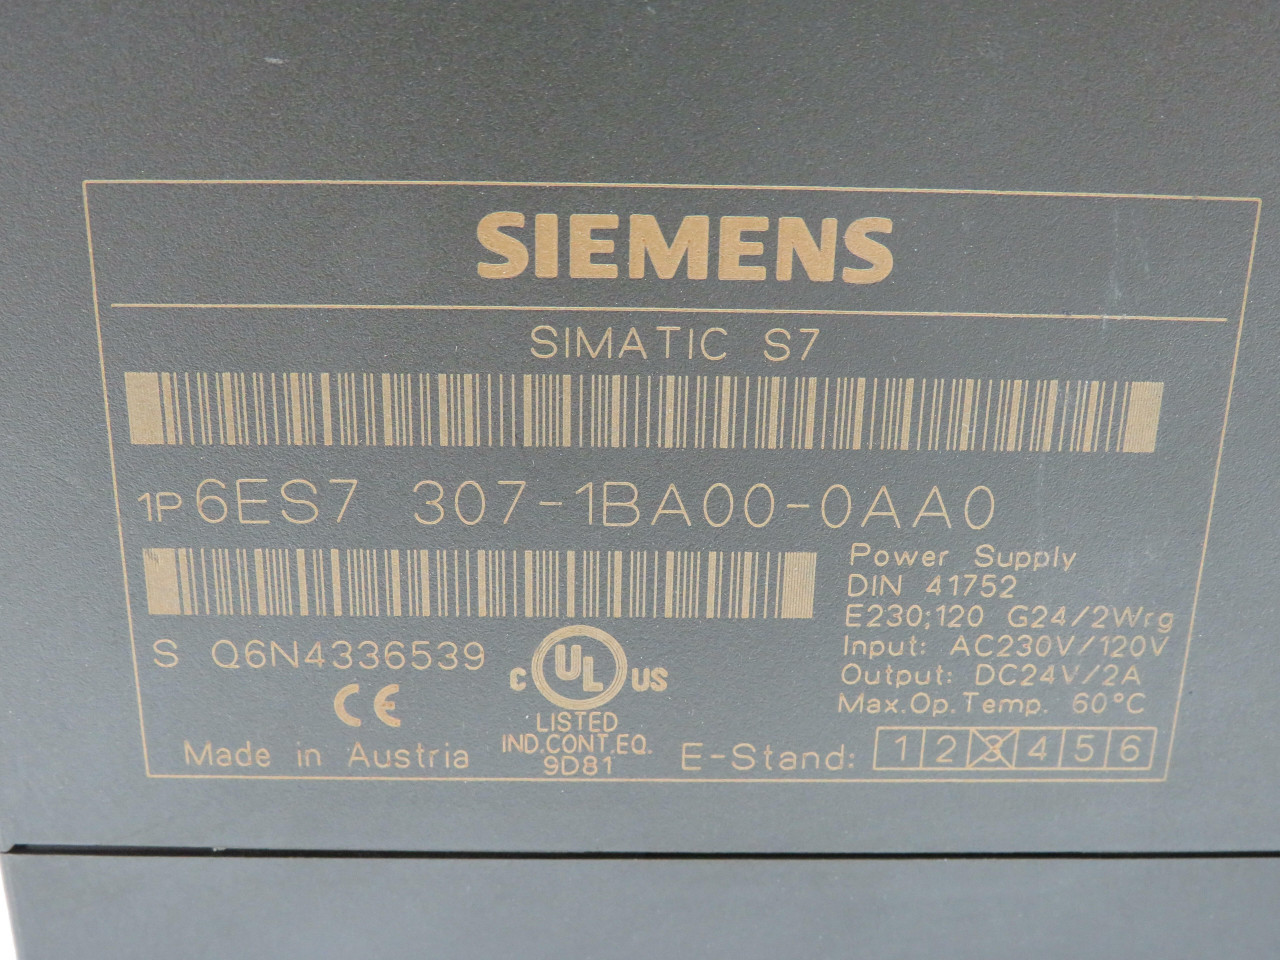 SIEMENS
SIMATIC S7
1P 6ES7 307-1BA00-0AA0
Power Supply
DIN 41752
E230;120 G24/2Wrg
Input: AC230V/120V
Output: DC24V/2A
Max.Op.Temp. 60°C
S Q6N4336539
CE
C UL US
LISTED
IND.CONT.EQ.
9D81
Made in Austria
E-Stand: 1 2 3 4 5 6